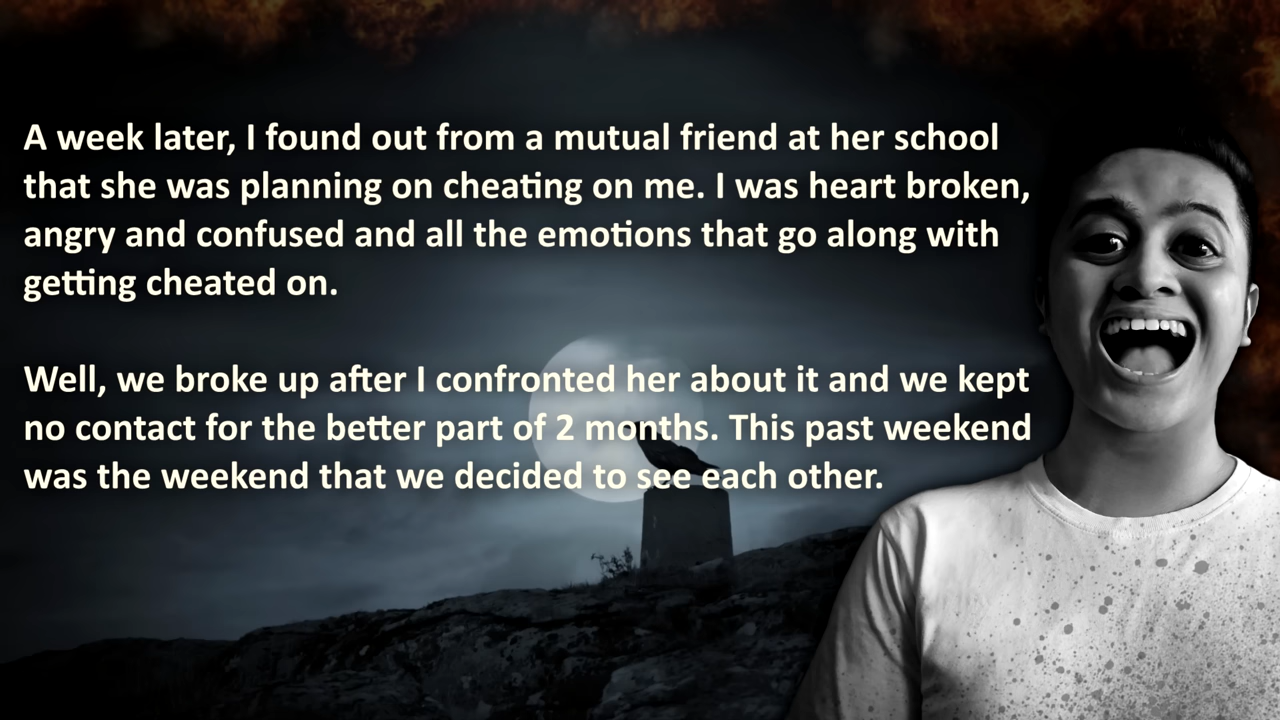 A week later, I found out from a mutual friend at her school
that she was planning on cheating on me. I was heart broken,
angry and confused and all the emotions that go along with
getting cheated on.
Well, we broke up after I confronted her about it and we kept
no contact for the better part of 2 months. This past weekend
was the weekend that we decided to see each other.